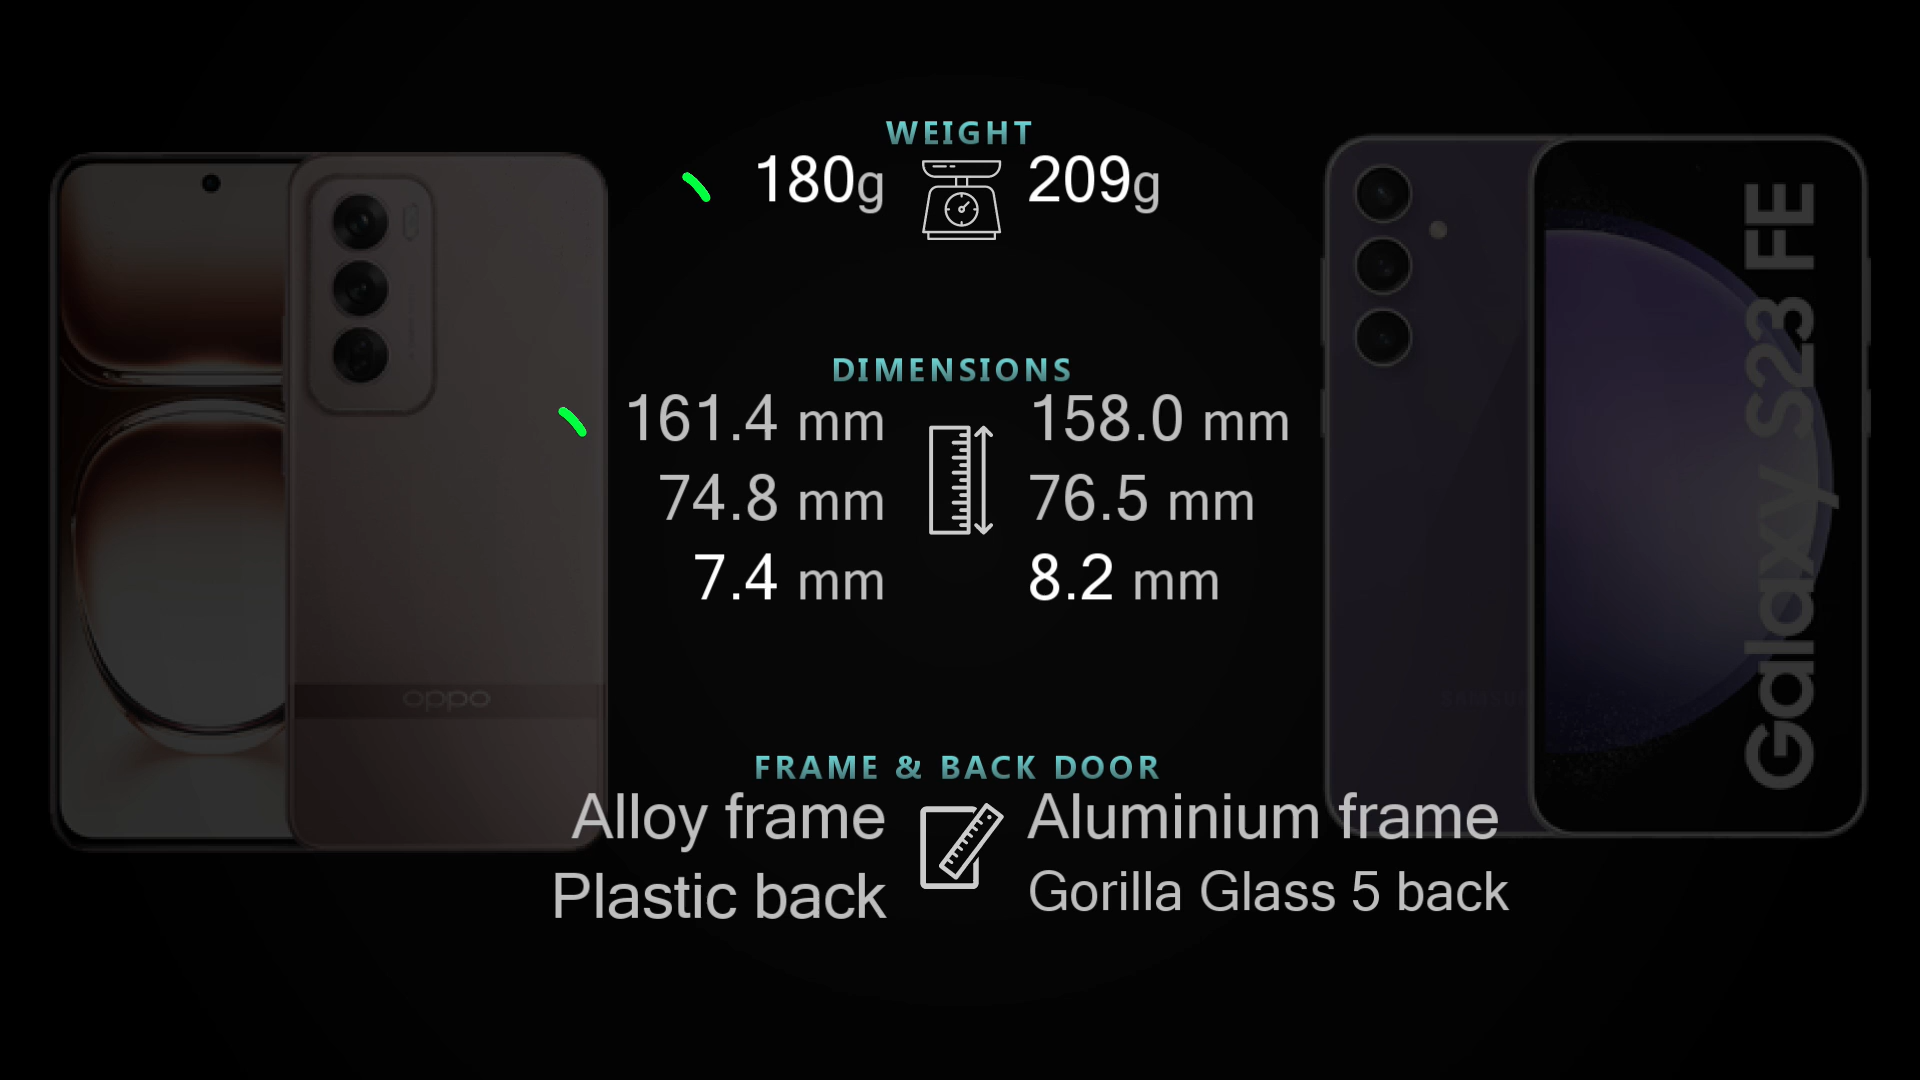 WEIGHT
180g 209g
DIMENSIONS
161.4 mm 158.0 mm
74.8 mm 76.5 mm
7.4 mm 8.2 mm
FRAME & BACK DOOR
Alloy frame Aluminium frame
Plastic back Gorilla Glass 5 back
oppo
SAMSUNG
Galaxy S23 FE